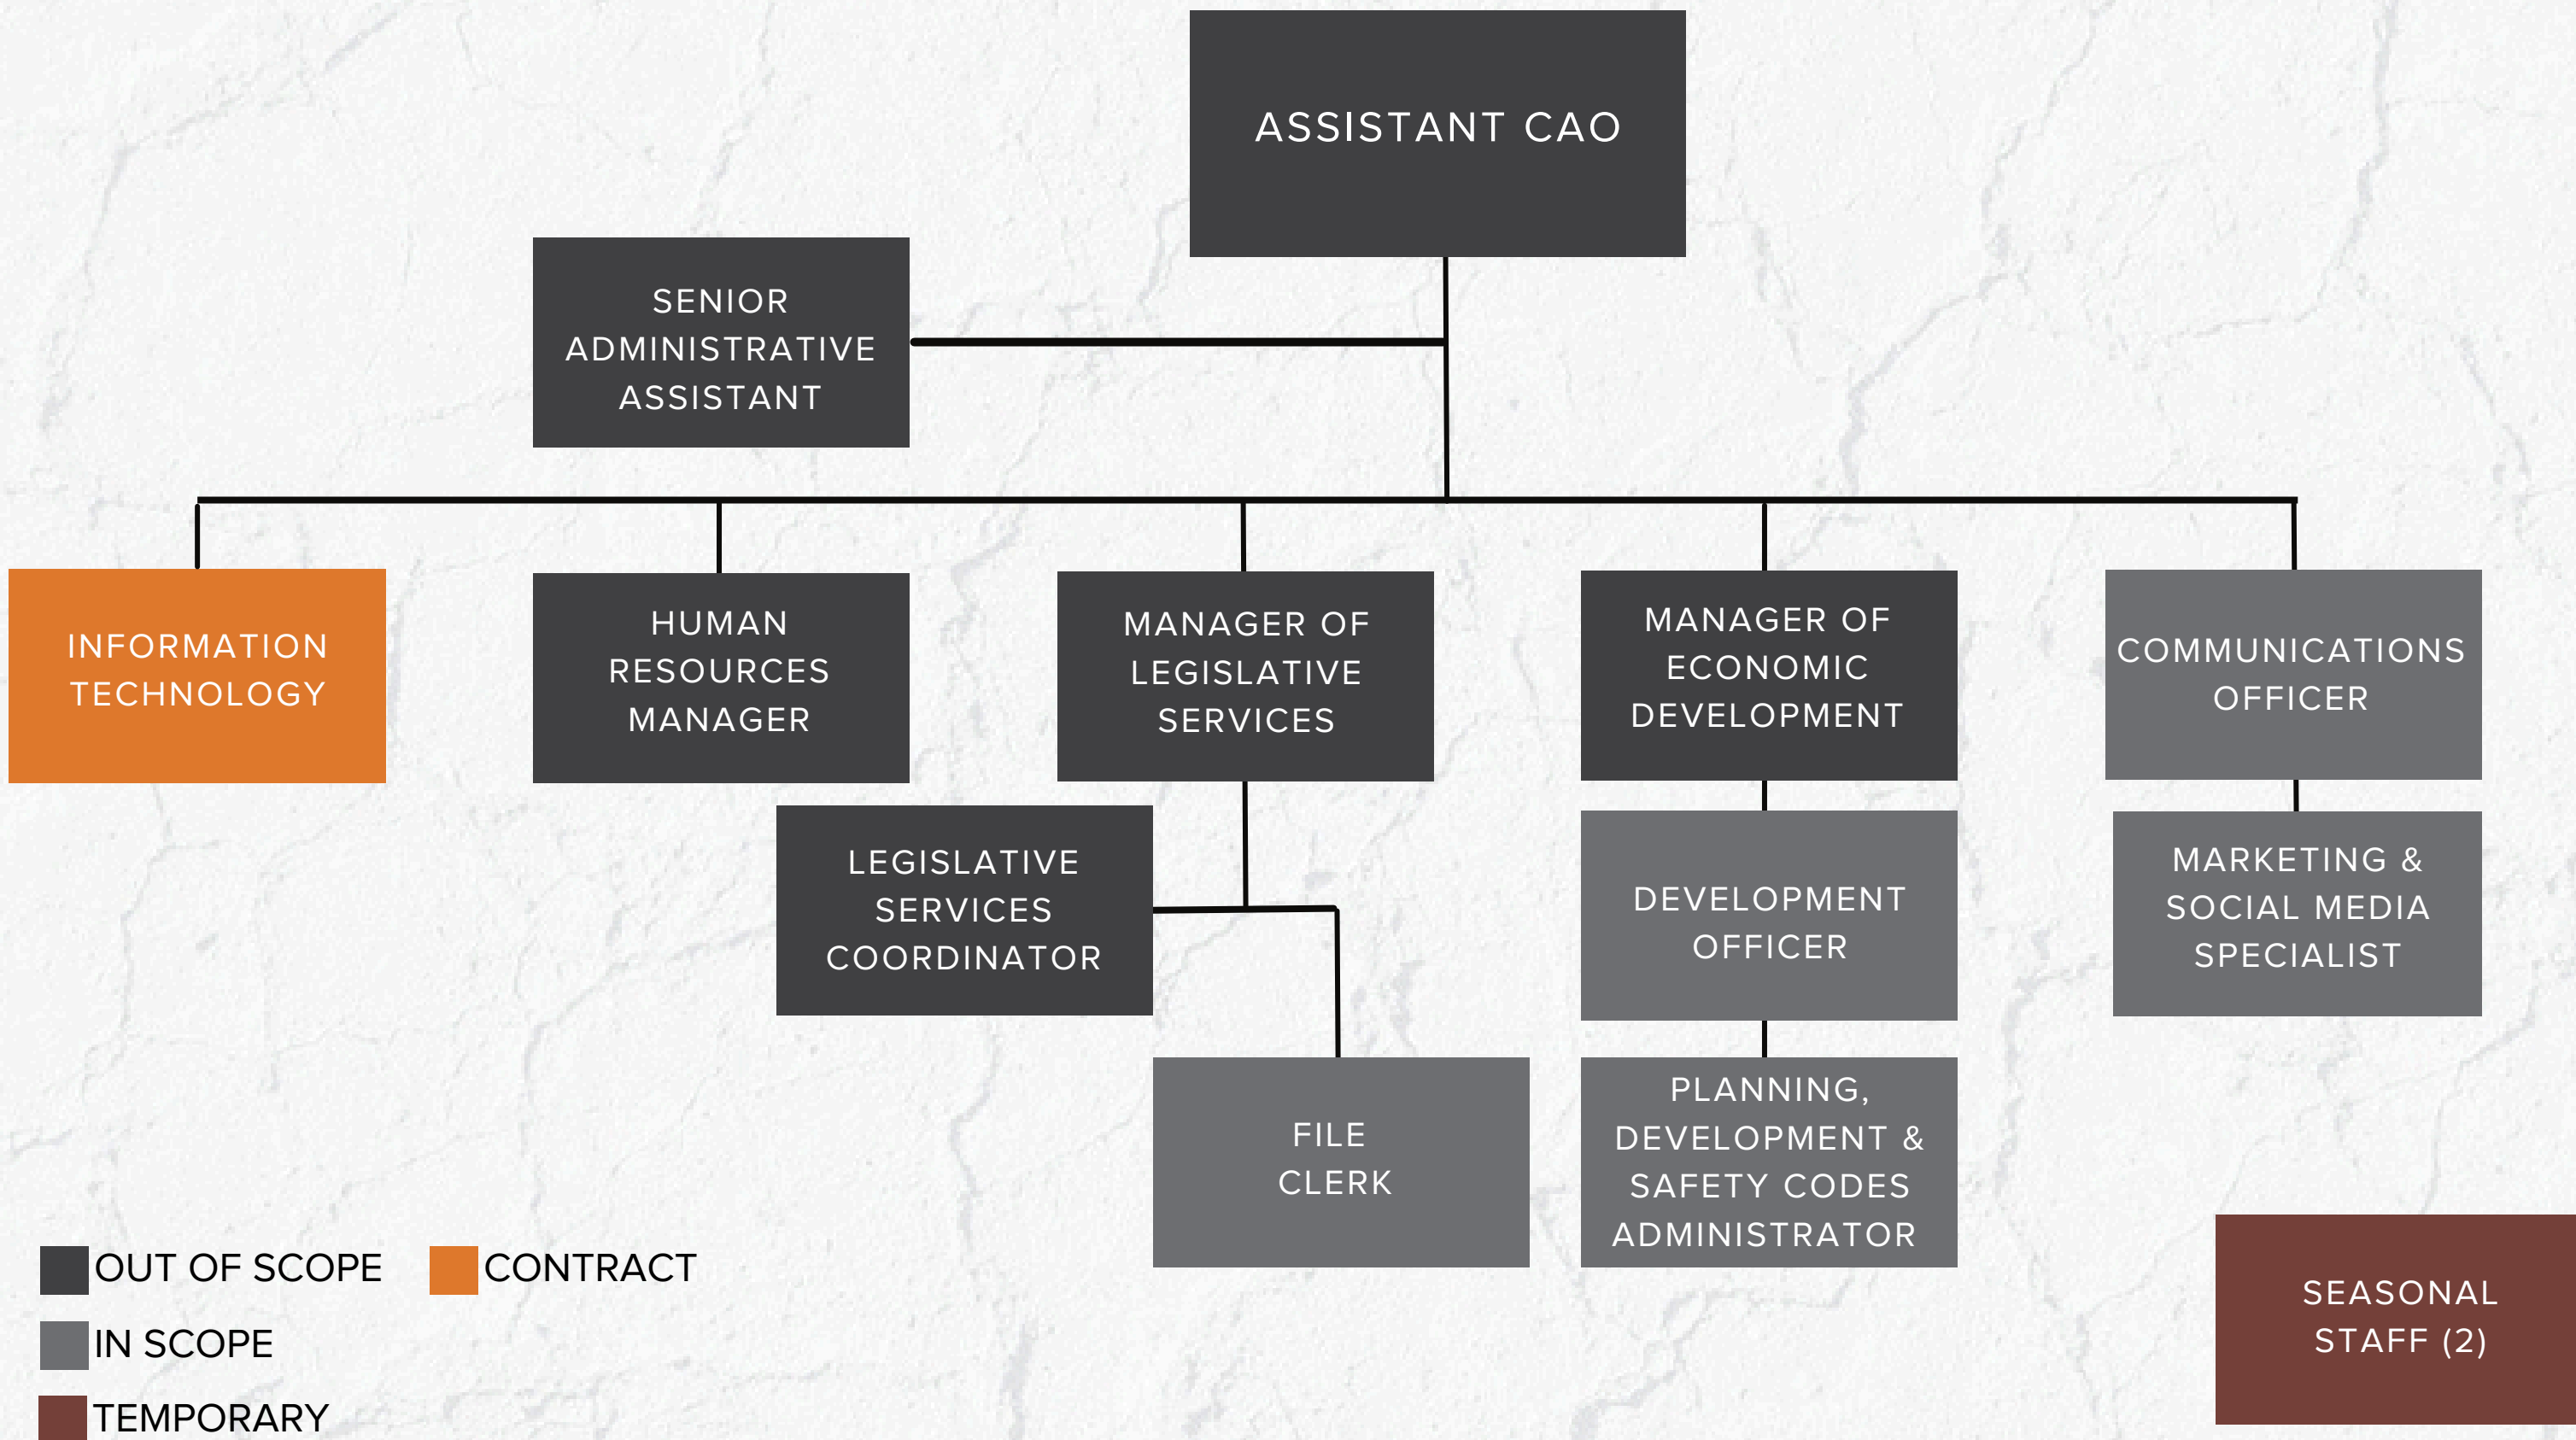 ASSISTANT CAO
SENIOR
ADMINISTRATIVE
ASSISTANT
INFORMATION
TECHNOLOGY
HUMAN
RESOURCES
MANAGER
MANAGER OF
LEGISLATIVE
SERVICES
MANAGER OF
ECONOMIC
DEVELOPMENT
COMMUNICATIONS
OFFICER
LEGISLATIVE
SERVICES
COORDINATOR
DEVELOPMENT
OFFICER
MARKETING &
SOCIAL MEDIA
SPECIALIST
FILE
CLERK
PLANNING,
DEVELOPMENT &
SAFETY CODES
ADMINISTRATOR
SEASONAL
STAFF (2)
OUT OF SCOPE
CONTRACT
IN SCOPE
TEMPORARY